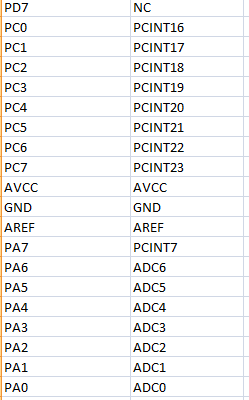 PD7 NC
PC0 PCINT16
PC1 PCINT17
PC2 PCINT18
PC3 PCINT19
PC4 PCINT20
PC5 PCINT21
PC6 PCINT22
PC7 PCINT23
AVCC AVCC
GND GND
AREF AREF
PA7 PCINT7
PA6 ADC6
PA5 ADC5
PA4 ADC4
PA3 ADC3
PA2 ADC2
PA1 ADC1
PA0 ADC0